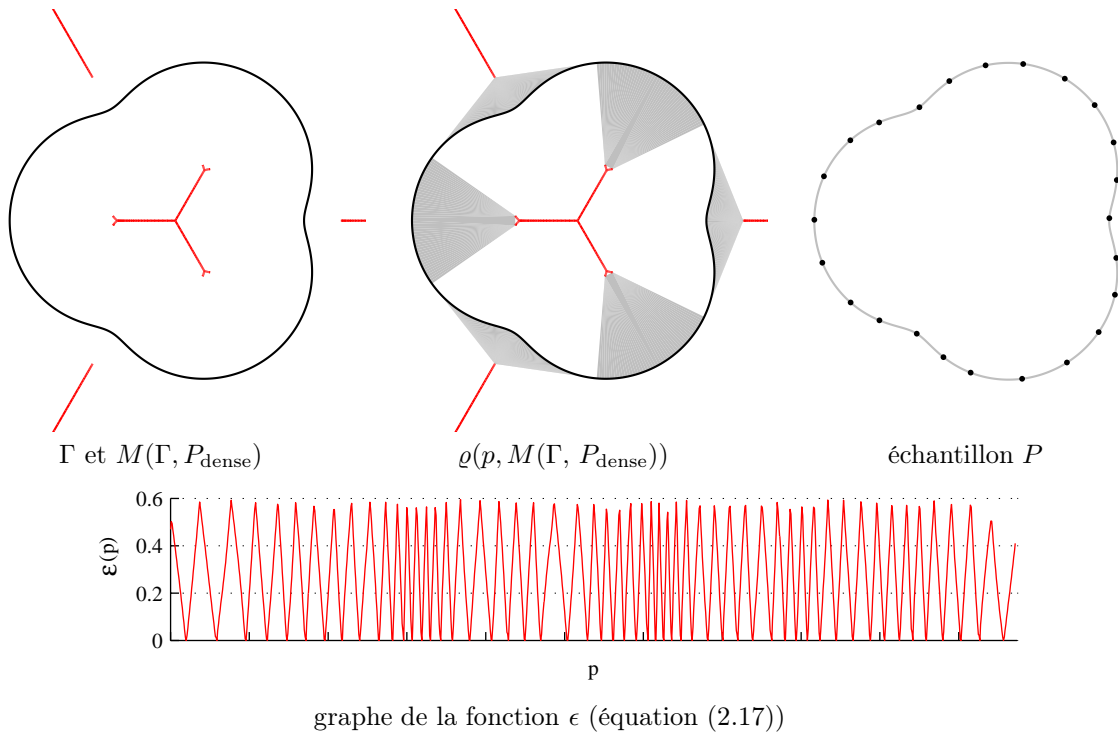 Γ et M(Γ, P_dense)
ϱ(p, M(Γ, P_dense))
échantillon P
0.6
0.4
0.2
0
ε(p)
p
graphe de la fonction ϵ (équation (2.17))